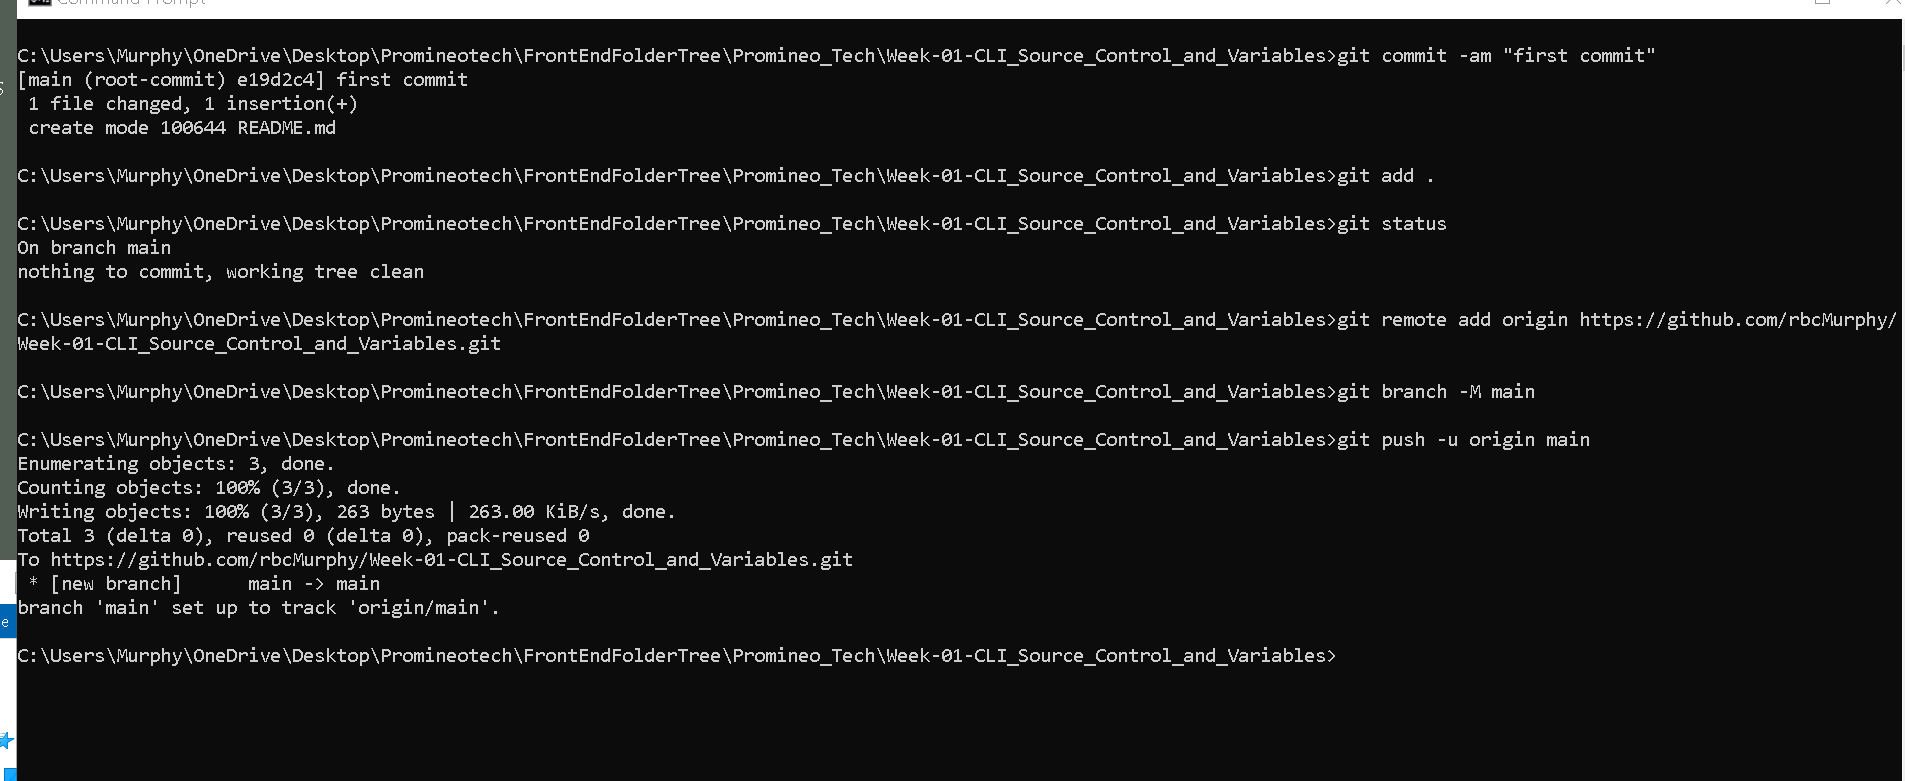 Command Prompt
C:\Users\Murphy\OneDrive\Desktop\Promineotech\FrontEndFolderTree\Promineo_Tech\Week-01-CLI_Source_Control_and_Variables>git commit -am "first commit"
[main (root-commit) e19d2c4] first commit
 1 file changed, 1 insertion(+)
 create mode 100644 README.md
C:\Users\Murphy\OneDrive\Desktop\Promineotech\FrontEndFolderTree\Promineo_Tech\Week-01-CLI_Source_Control_and_Variables>git add .
C:\Users\Murphy\OneDrive\Desktop\Promineotech\FrontEndFolderTree\Promineo_Tech\Week-01-CLI_Source_Control_and_Variables>git status
On branch main
nothing to commit, working tree clean
C:\Users\Murphy\OneDrive\Desktop\Promineotech\FrontEndFolderTree\Promineo_Tech\Week-01-CLI_Source_Control_and_Variables>git remote add origin https://github.com/rbcMurphy/
Week-01-CLI_Source_Control_and_Variables.git
C:\Users\Murphy\OneDrive\Desktop\Promineotech\FrontEndFolderTree\Promineo_Tech\Week-01-CLI_Source_Control_and_Variables>git branch -M main
C:\Users\Murphy\OneDrive\Desktop\Promineotech\FrontEndFolderTree\Promineo_Tech\Week-01-CLI_Source_Control_and_Variables>git push -u origin main
Enumerating objects: 3, done.
Counting objects: 100% (3/3), done.
Writing objects: 100% (3/3), 263 bytes | 263.00 KiB/s, done.
Total 3 (delta 0), reused 0 (delta 0), pack-reused 0
To https://github.com/rbcMurphy/Week-01-CLI_Source_Control_and_Variables.git
 * [new branch]      main -> main
branch 'main' set up to track 'origin/main'.
C:\Users\Murphy\OneDrive\Desktop\Promineotech\FrontEndFolderTree\Promineo_Tech\Week-01-CLI_Source_Control_and_Variables>